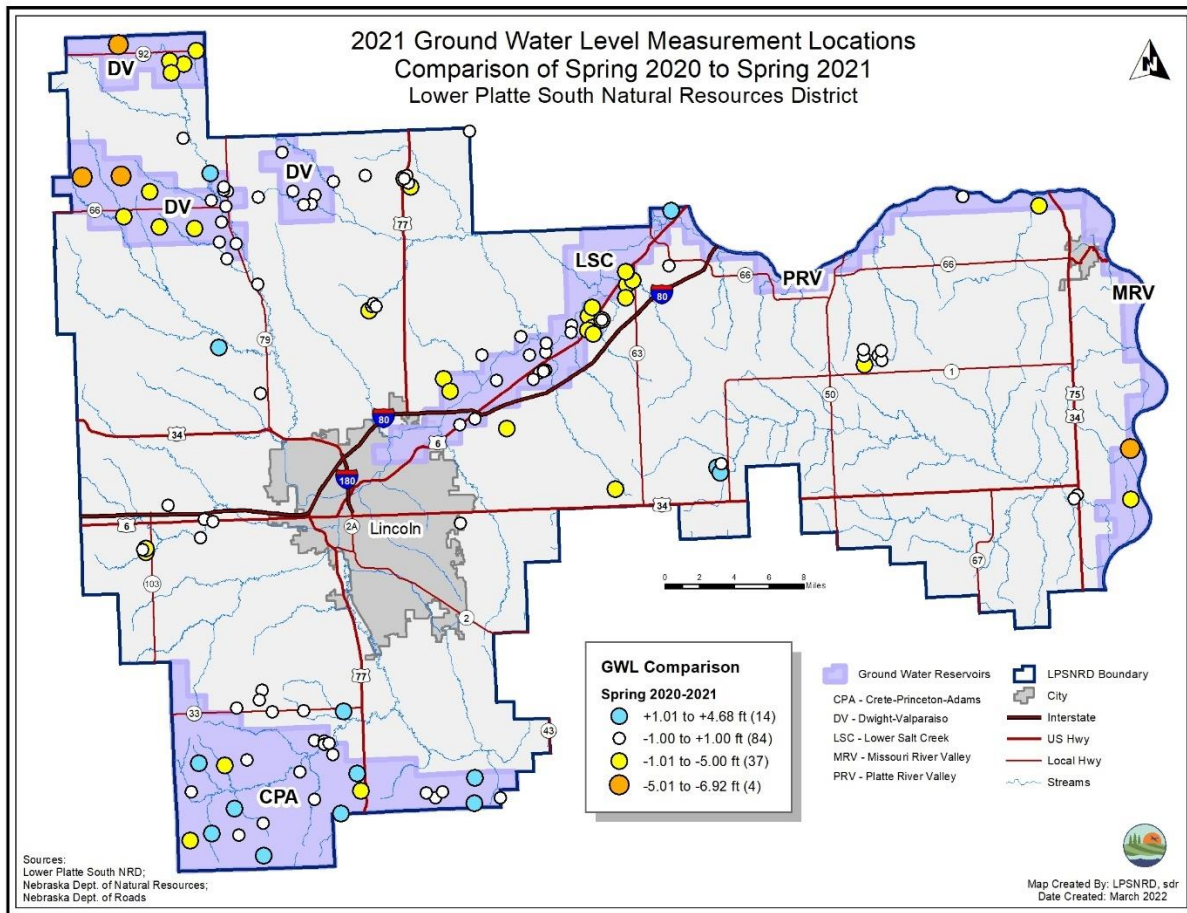 2021 Ground Water Level Measurement Locations
Comparison of Spring 2020 to Spring 2021
Lower Platte South Natural Resources District
N
92
DV
DV
DV
66
77
LSC
66
PRV
66
MRV
80
79
63
50
1
75
34
34
80
6
180
34
6
2A
Lincoln
103
67
2
0 2 4 6 8
Miles
77
33
43
CPA
GWL Comparison
Spring 2020-2021
+1.01 to +4.68 ft (14)
-1.00 to +1.00 ft (84)
-1.01 to -5.00 ft (37)
-5.01 to -6.92 ft (4)
Ground Water Reservoirs
CPA - Crete-Princeton-Adams
DV - Dwight-Valparaiso
LSC - Lower Salt Creek
MRV - Missouri River Valley
PRV - Platte River Valley
LPSNRD Boundary
City
Interstate
US Hwy
Local Hwy
Streams
Sources:
Lower Platte South NRD;
Nebraska Dept. of Natural Resources;
Nebraska Dept. of Roads
Map Created By: LPSNRD, sdr
Date Created: March 2022